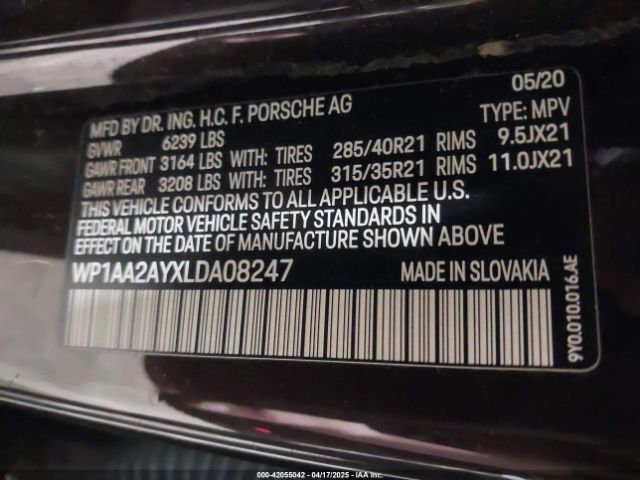 05/20
MFD BY DR. ING. H.C. F. PORSCHE AG TYPE: MPV
GVWR 6239 LBS
GAWR FRONT 3164 LBS WITH: TIRES 285/40R21 RIMS 9.5JX21
GAWR REAR 3208 LBS WITH: TIRES 315/35R21 RIMS 11.0JX21
THIS VEHICLE CONFORMS TO ALL APPLICABLE U.S.
FEDERAL MOTOR VEHICLE SAFETY STANDARDS IN
EFFECT ON THE DATE OF MANUFACTURE SHOWN ABOVE
WP1AA2AYXLDA08247 MADE IN SLOVAKIA
9Y0.010.016.AE
000-42055042 - 04/17/2025 - IAA, Inc.